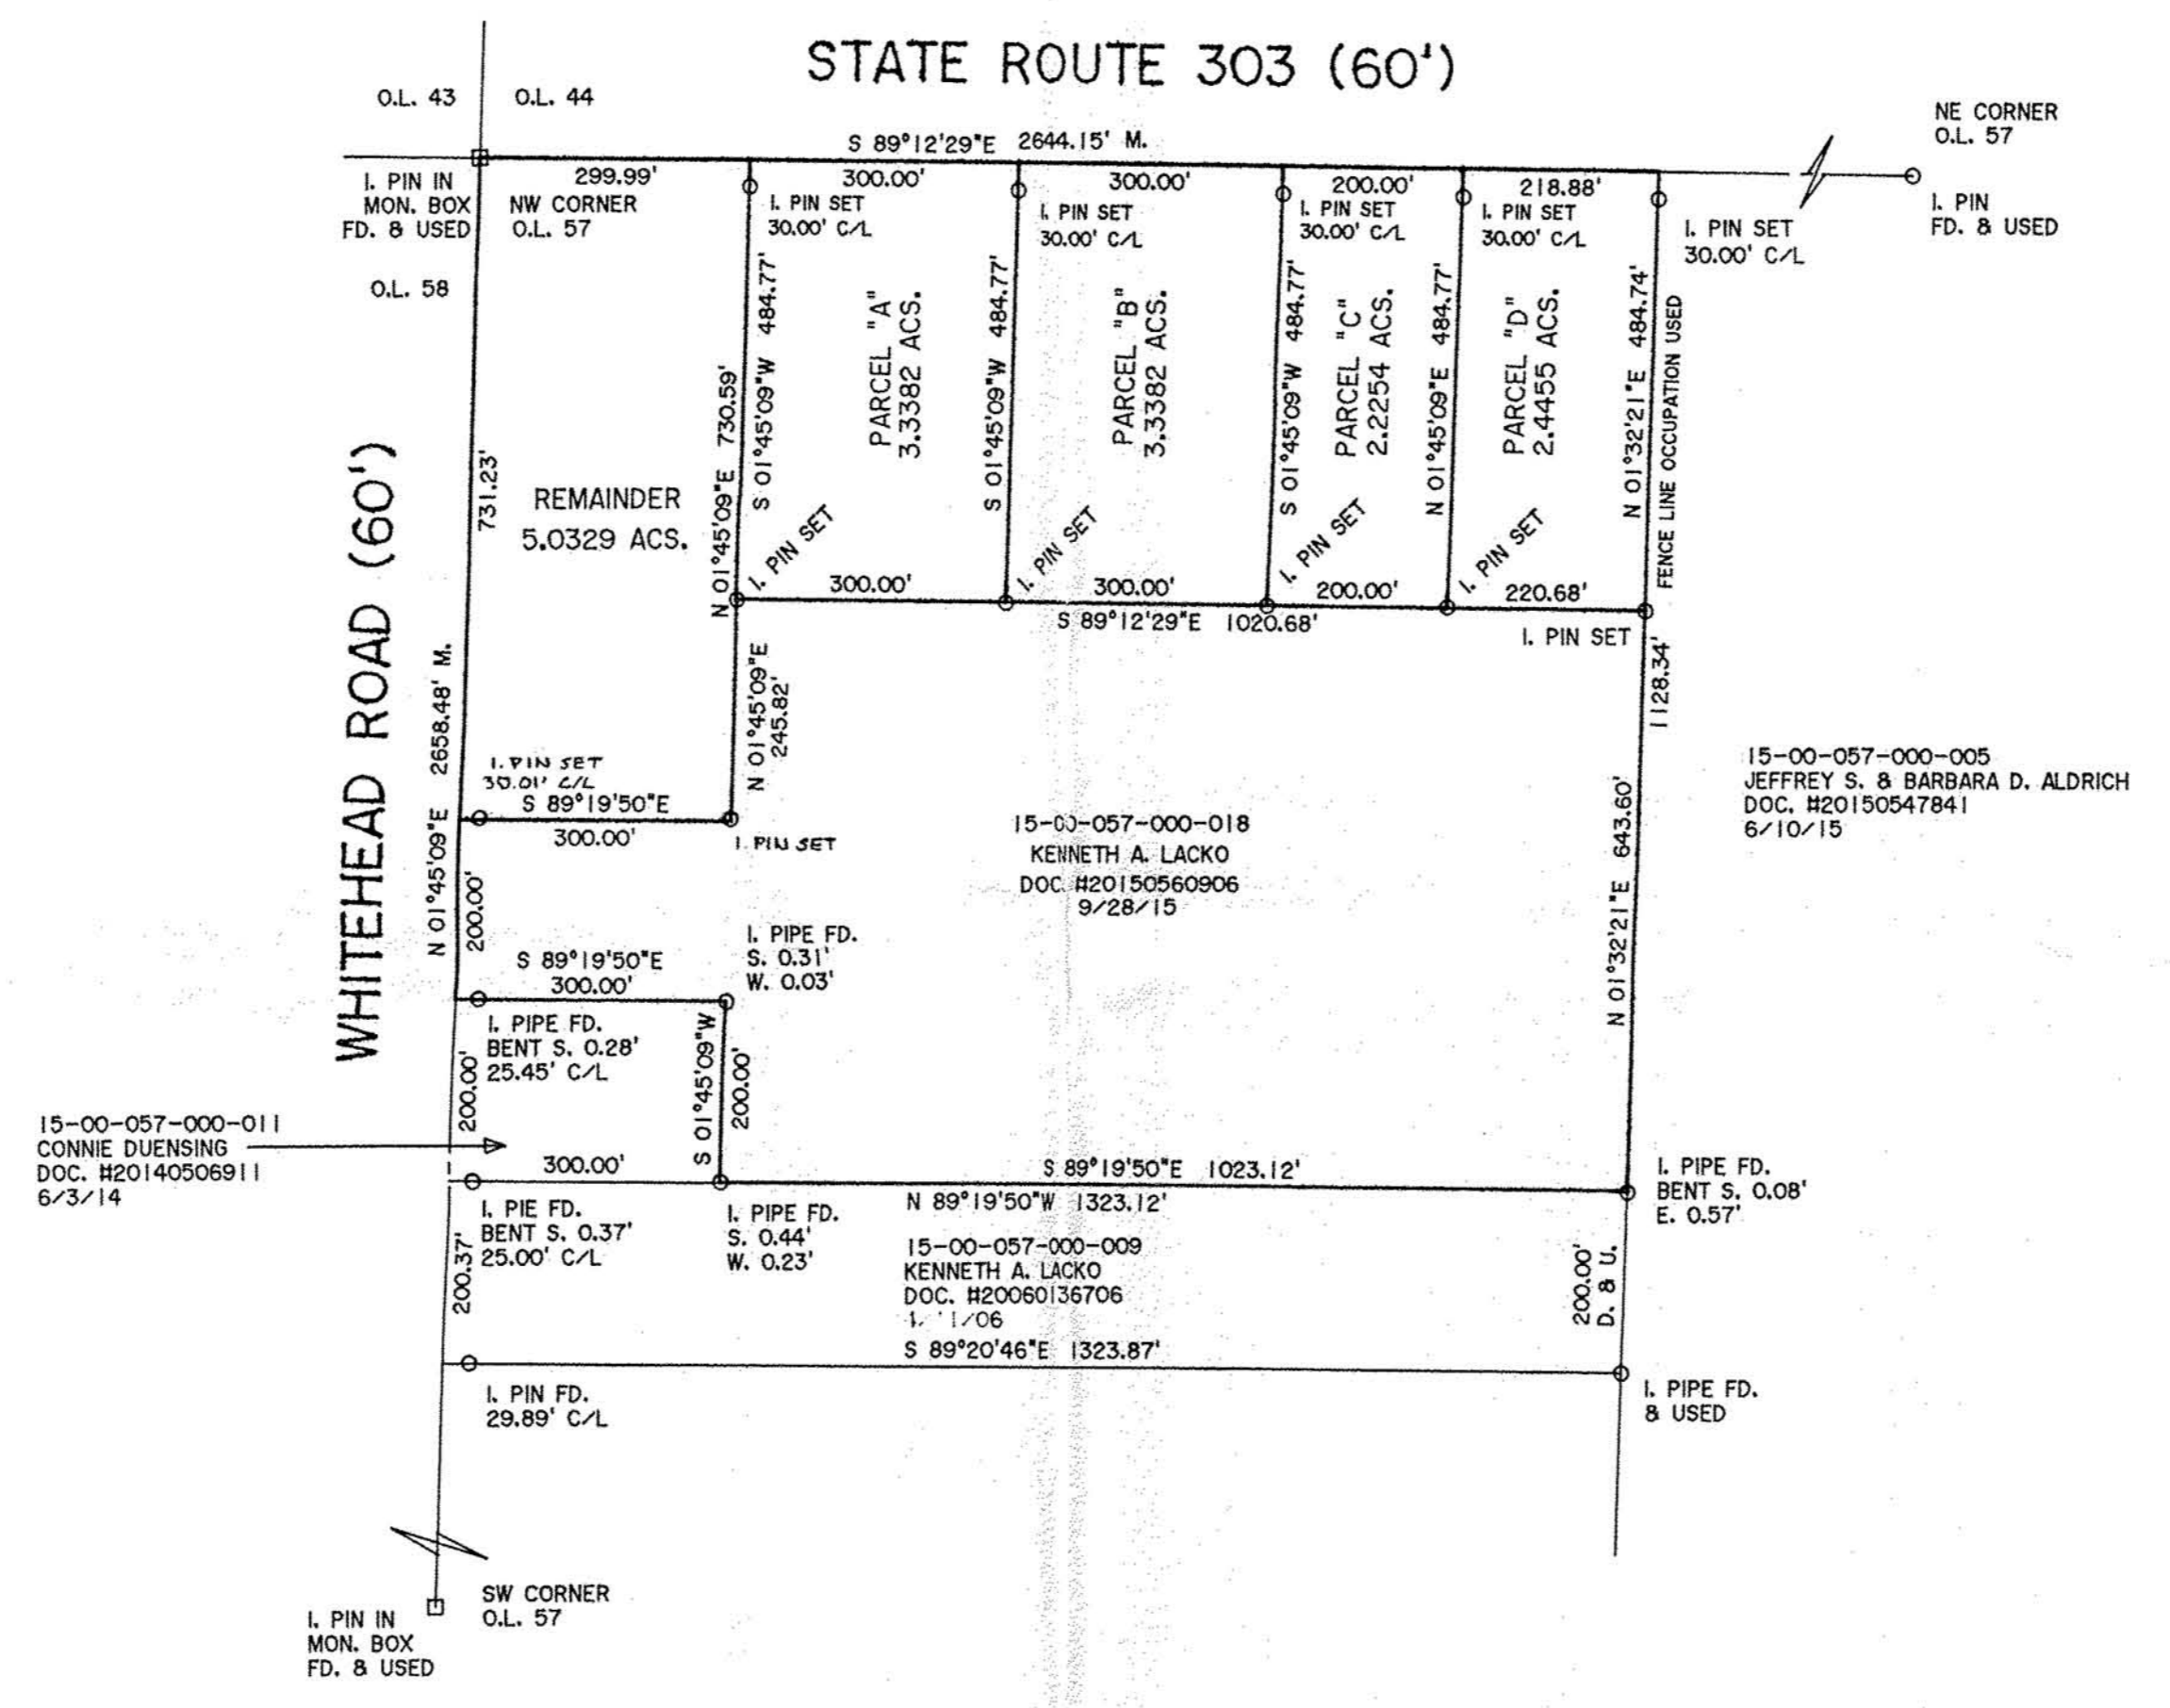 STATE ROUTE 303 (60')
O.L. 43
O.L. 44
NE CORNER
O.L. 57
S 89°12'29"E 2644.15' M.
I. PIN IN
MON. BOX
FD. & USED
299.99'
NW CORNER
O.L. 57
300.00'
300.00'
200.00'
218.88'
I. PIN
FD. & USED
I. PIN SET
30.00' C/L
I. PIN SET
30.00' C/L
I. PIN SET
30.00' C/L
I. PIN SET
30.00' C/L
I. PIN SET
30.00' C/L
O.L. 58
731.23'
REMAINDER
5.0329 ACS.
N 01°45'09"E 730.59'
S 01°45'09"W 484.77'
PARCEL "A"
3.3382 ACS.
S 01°45'09"W 484.77'
PARCEL "B"
3.3382 ACS.
S 01°45'09"W 484.77'
PARCEL "C"
2.2254 ACS.
N 01°45'09"E 484.77'
PARCEL "D"
2.4455 ACS.
N 01°32'21"E 484.74'
FENCE LINE OCCUPATION USED
I. PIN SET
I. PIN SET
I. PIN SET
I. PIN SET
300.00'
300.00'
200.00'
220.68'
S 89°12'29"E 1020.68'
I. PIN SET
WHITEHEAD ROAD (60')
N 01°45'09"E 2658.48' M.
N 01°45'09"E
245.82'
1128.34'
I. PIN SET
30.01' C/L
S 89°19'50"E
300.00'
I. PIN SET
15-00-057-000-018
KENNETH A. LACKO
DOC. #20150560906
9/28/15
N 01°32'21"E 643.60'
15-00-057-000-005
JEFFREY S. & BARBARA D. ALDRICH
DOC. #20150547841
6/10/15
200.00'
S 89°19'50"E
300.00'
I. PIPE FD.
S. 0.31'
W. 0.03'
I. PIPE FD.
BENT S. 0.28'
25.45' C/L
200.00'
S 01°45'09"W
200.00'
15-00-057-000-011
CONNIE DUENSING
DOC. #20140506911
6/3/14
300.00'
S 89°19'50"E 1023.12'
N 89°19'50"W 1323.12'
I. PIPE FD.
BENT S. 0.08'
E. 0.57'
I. PIE FD.
BENT S. 0.37'
25.00' C/L
I. PIPE FD.
S. 0.44'
W. 0.23'
15-00-057-000-009
KENNETH A. LACKO
DOC. #20060136706
200.37'
200.00'
D. & U.
S 89°20'46"E 1323.87'
I. PIN FD.
29.89' C/L
I. PIPE FD.
& USED
SW CORNER
O.L. 57
I. PIN IN
MON. BOX
FD. & USED